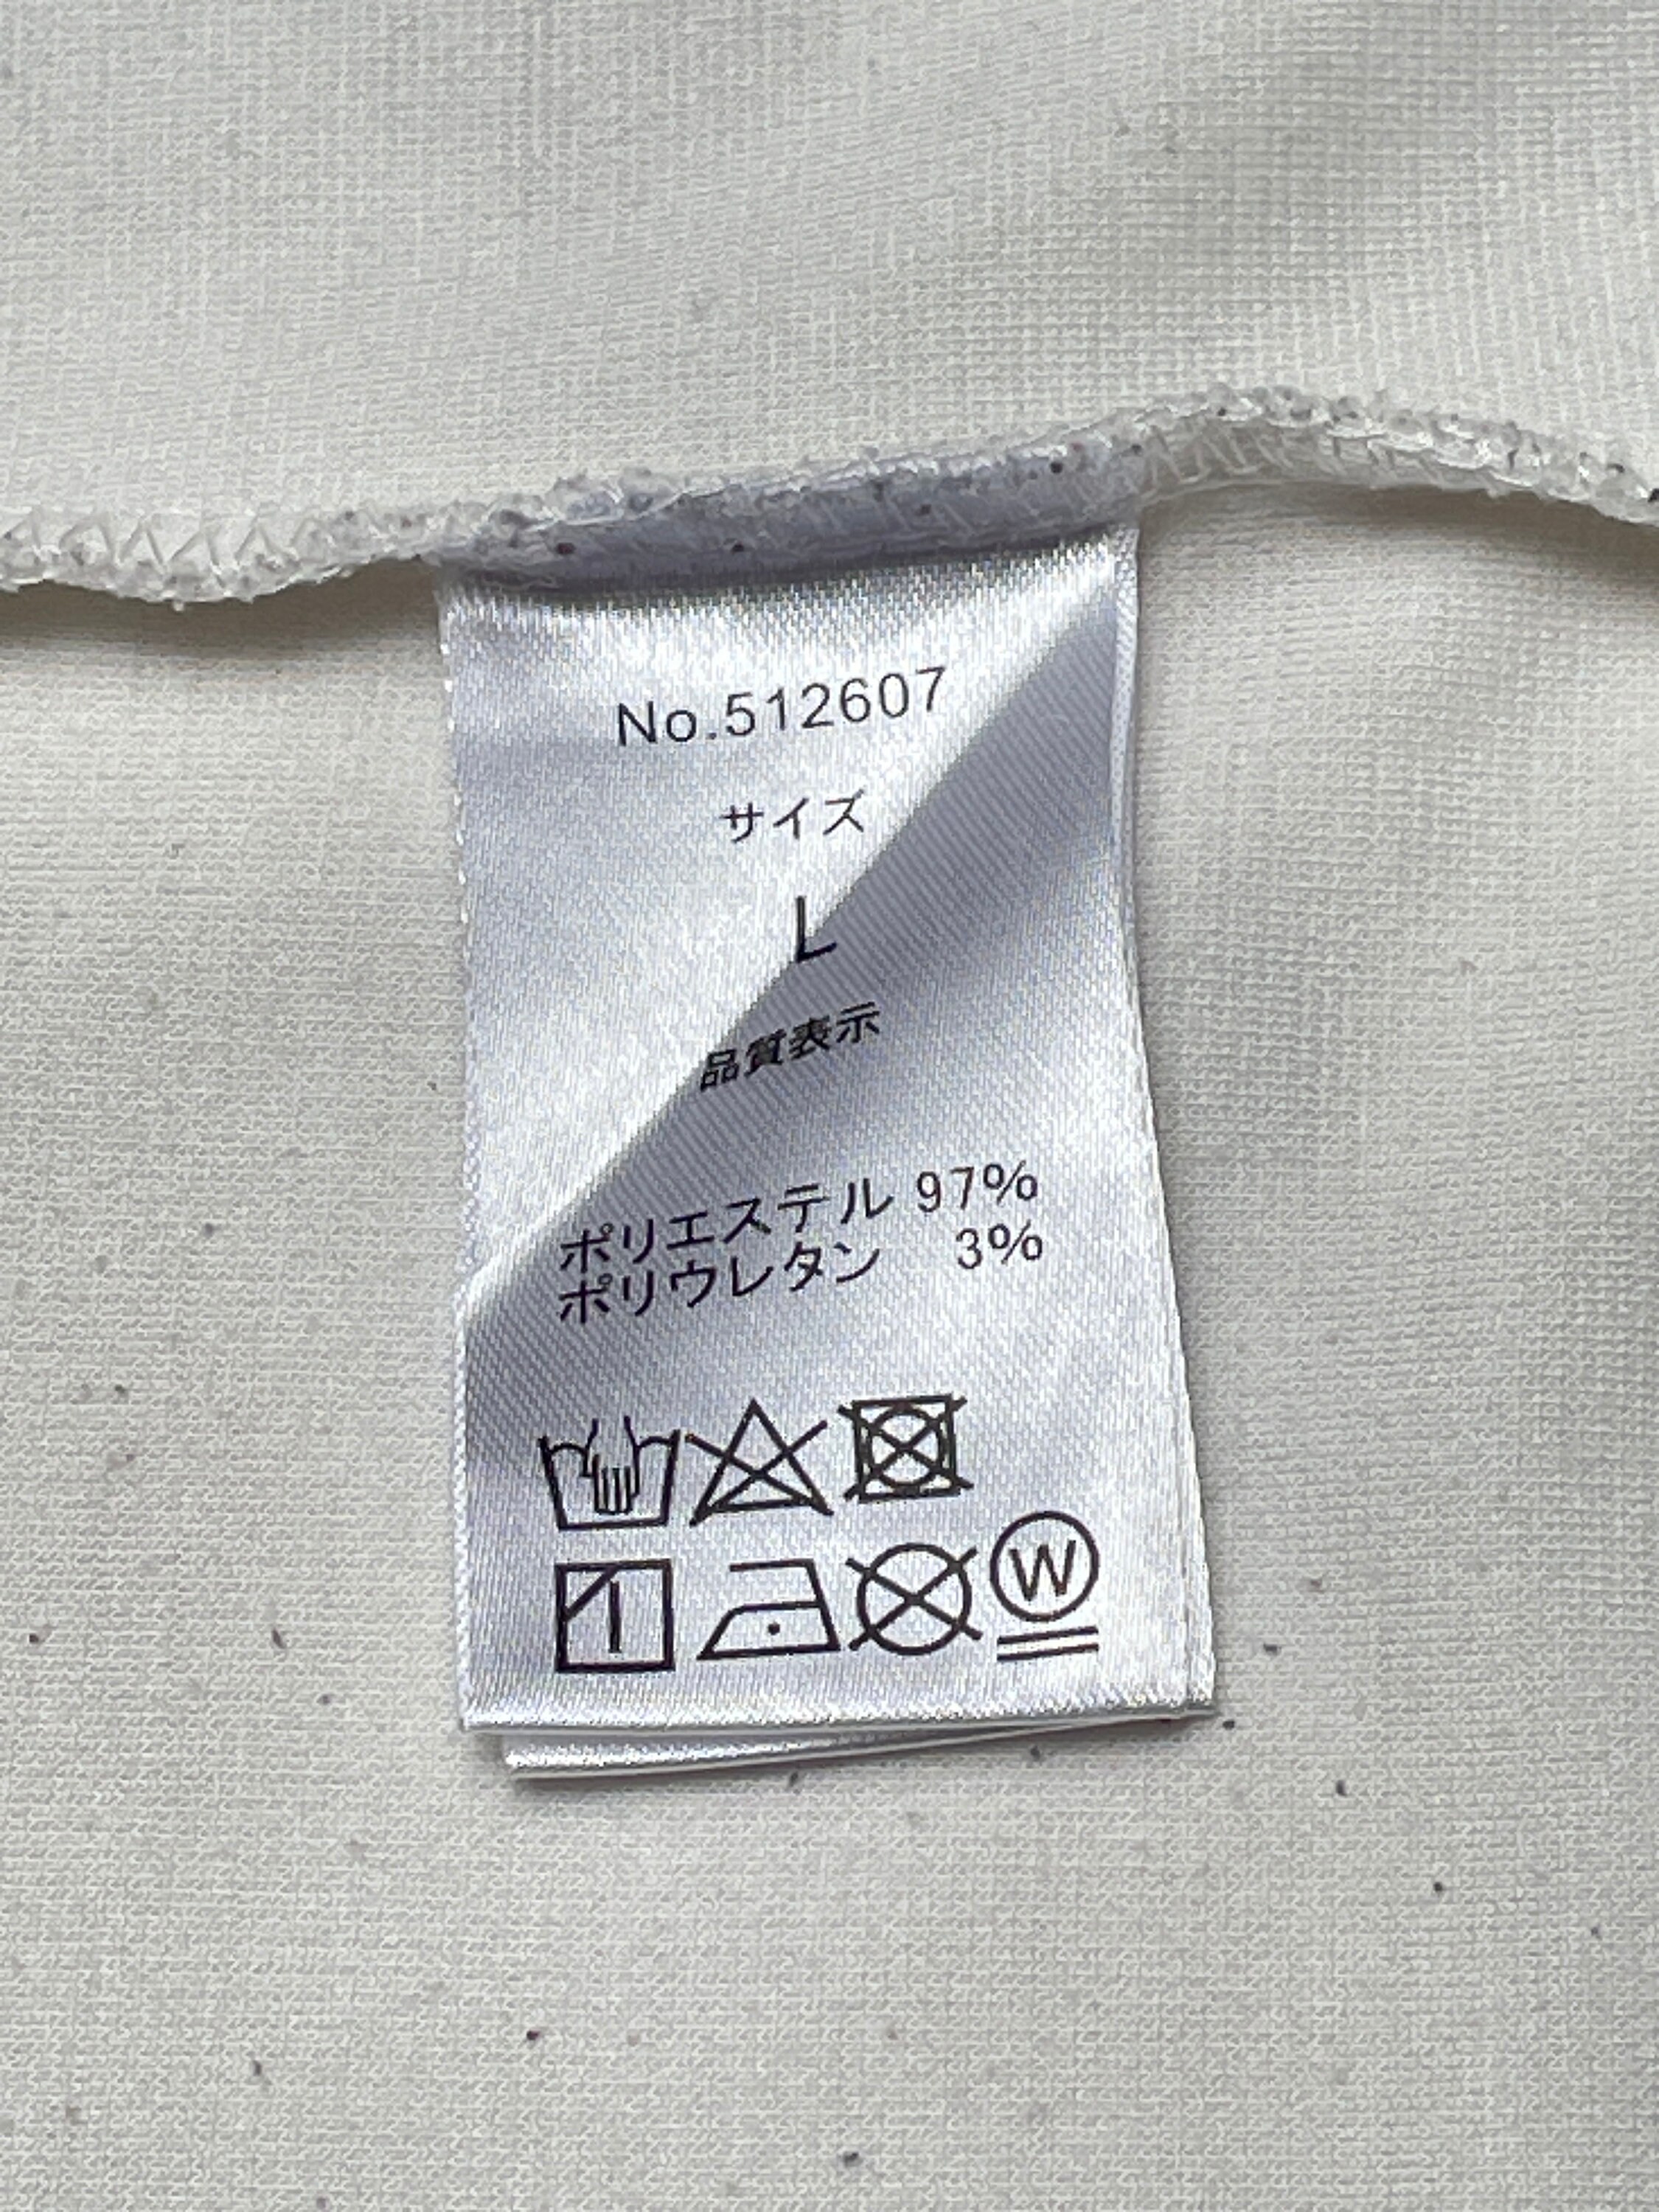 No.512607
サイズ
L
品質表示
ポリエステル 97%
ポリウレタン 3%
W